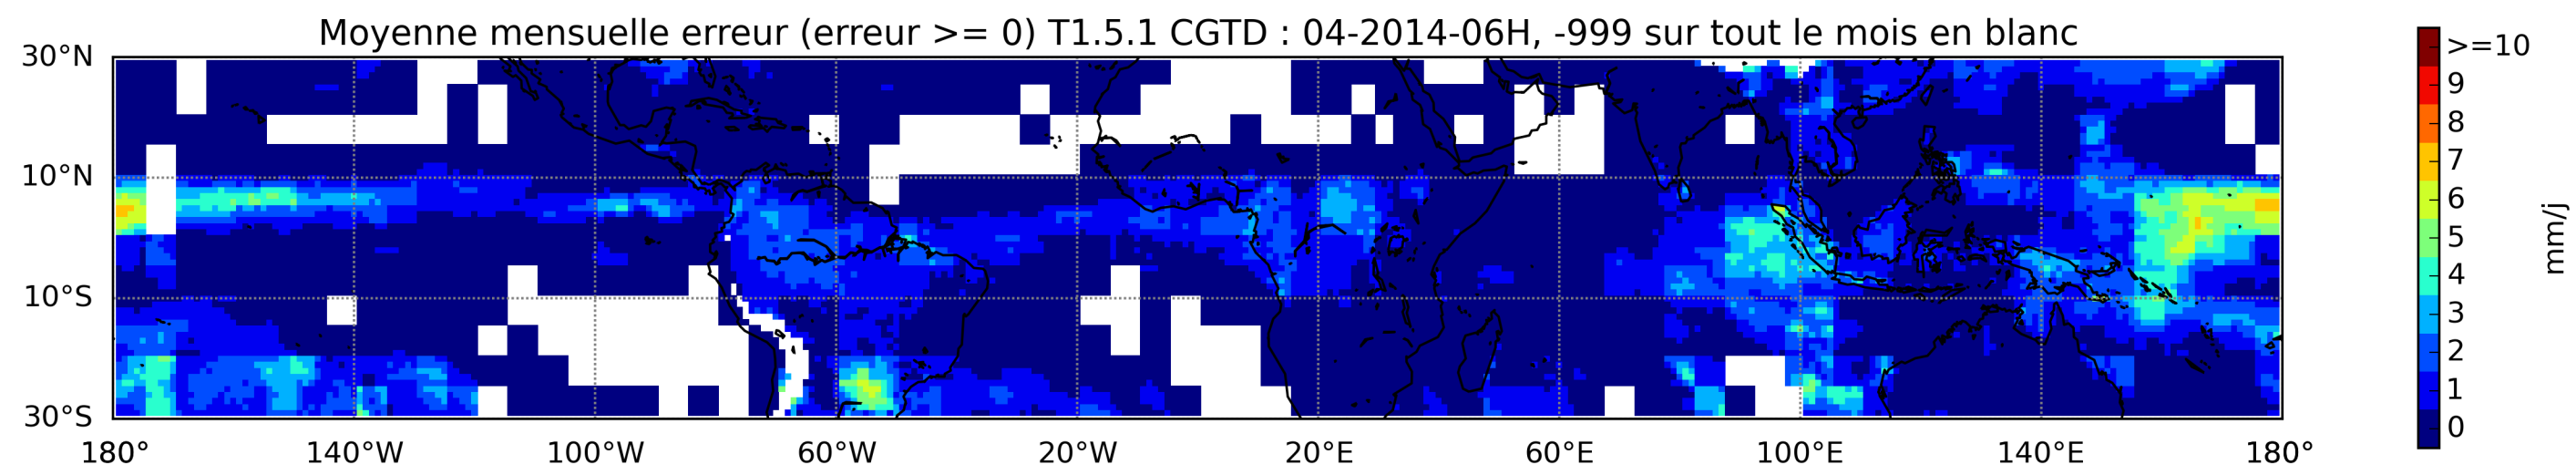 Moyenne mensuelle erreur (erreur >= 0) T1.5.1 CGTD : 04-2014-06H, -999 sur tout le mois en blanc
30°N
10°N
10°S
30°S
180° 140°W 100°W 60°W 20°W 20°E 60°E 100°E 140°E 180°
>=10
9
8
7
6
5
4
3
2
1
0
mm/j